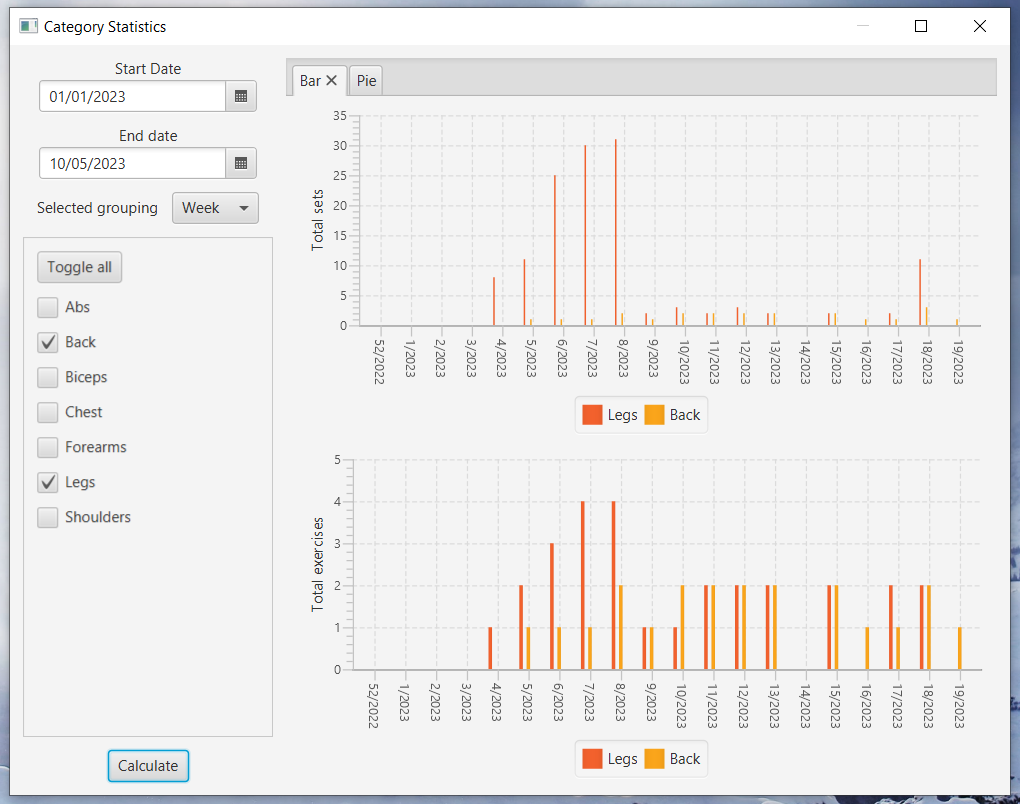 Category Statistics
Start Date
01/01/2023
End date
10/05/2023
Selected grouping Week
Toggle all
Abs
Back
Biceps
Chest
Forearms
Legs
Shoulders
Calculate
Bar Pie
Total sets
35
30
25
20
15
10
5
0
52/2022 1/2023 2/2023 3/2023 4/2023 5/2023 6/2023 7/2023 8/2023 9/2023 10/2023 11/2023 12/2023 13/2023 14/2023 15/2023 16/2023 17/2023 18/2023 19/2023
Legs Back
Total exercises
5
4
3
2
1
0
52/2022 1/2023 2/2023 3/2023 4/2023 5/2023 6/2023 7/2023 8/2023 9/2023 10/2023 11/2023 12/2023 13/2023 14/2023 15/2023 16/2023 17/2023 18/2023 19/2023
Legs Back